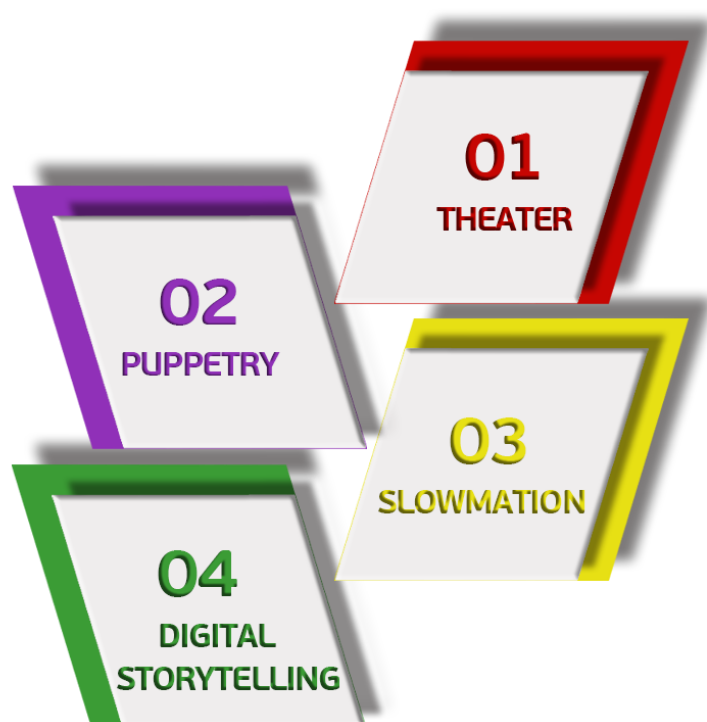 01
THEATER
02
PUPPETRY
03
SLOWMATION
04
DIGITAL
STORYTELLING